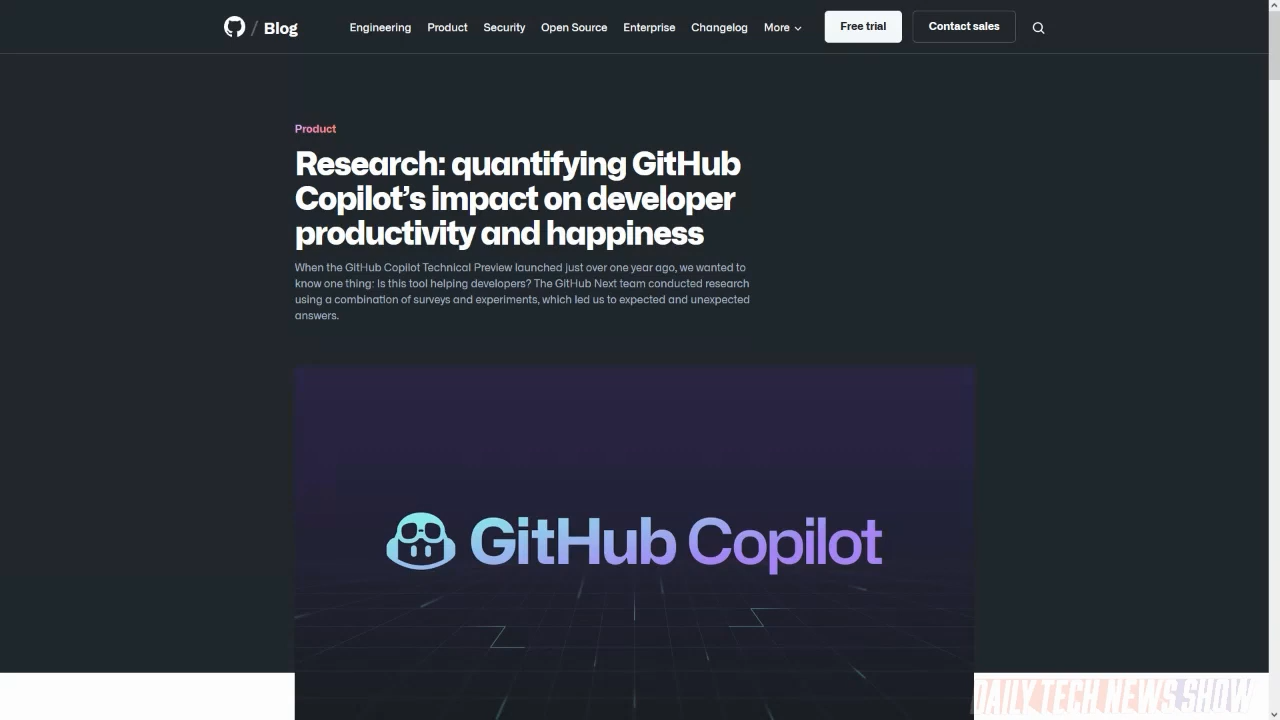 / Blog
Engineering Product Security Open Source Enterprise Changelog More Free trial Contact sales
Product
Research: quantifying GitHub
Copilot’s impact on developer
productivity and happiness
When the GitHub Copilot Technical Preview launched just over one year ago, we wanted to
know one thing: Is this tool helping developers? The GitHub Next team conducted research
using a combination of surveys and experiments, which led us to expected and unexpected
answers.
GitHub Copilot
DAILY TECH NEWS SHOW